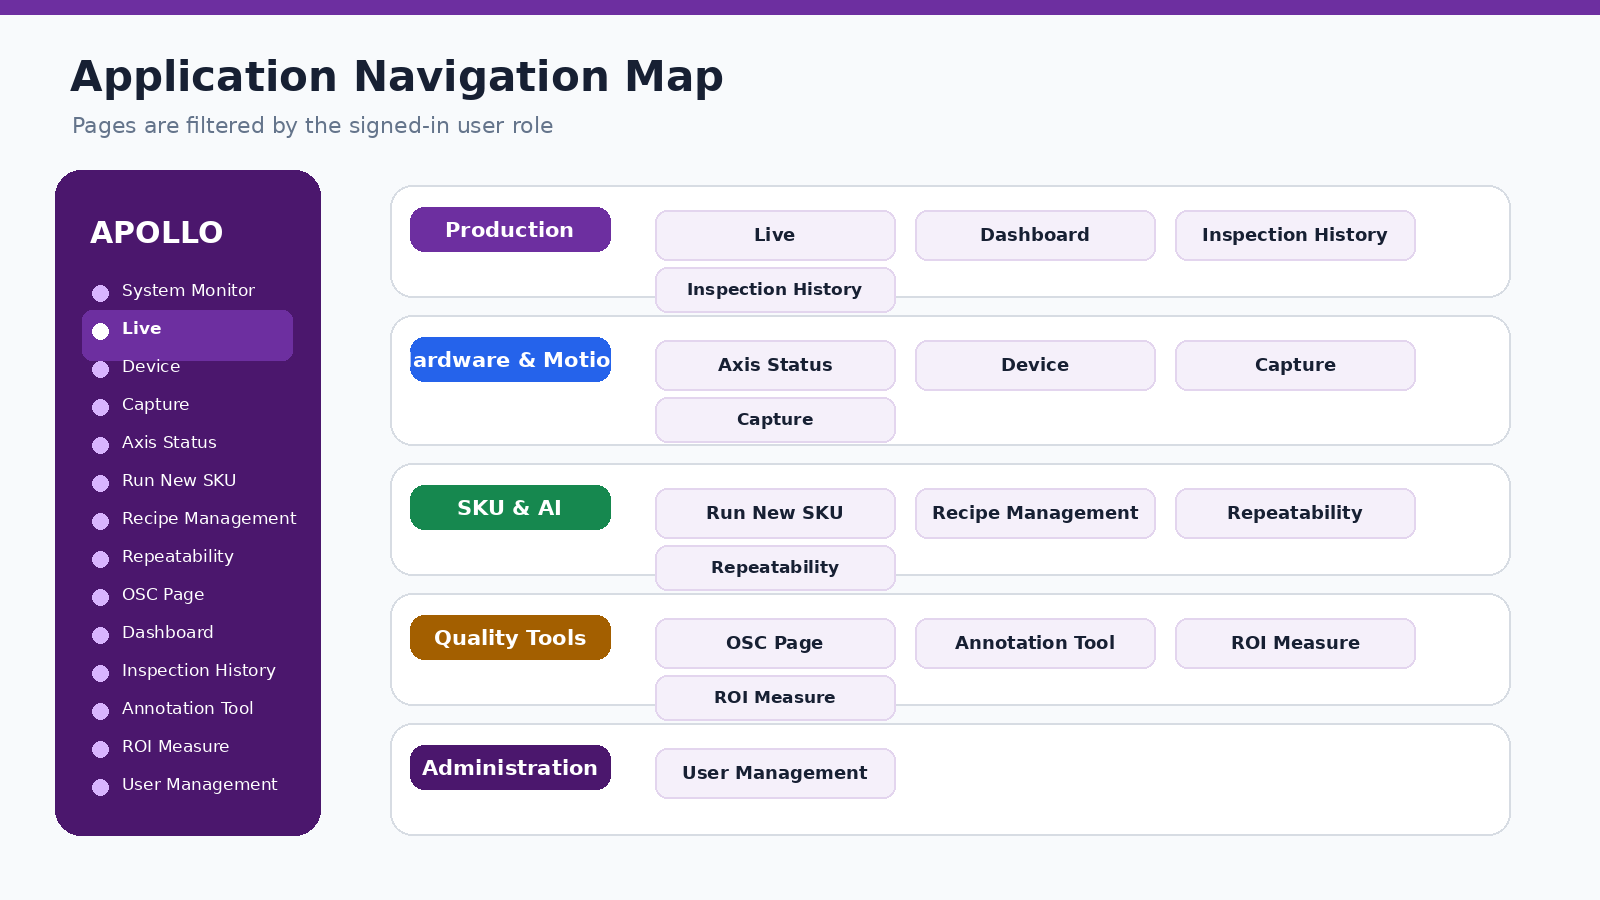 Application Navigation Map
Pages are filtered by the signed-in user role
APOLLO
System Monitor
Live
Device
Capture
Axis Status
Run New SKU
Recipe Management
Repeatability
OSC Page
Dashboard
Inspection History
Annotation Tool
ROI Measure
User Management
Production
Live
Dashboard
Inspection History
Inspection History
ardware & Motio
Axis Status
Device
Capture
Capture
SKU & AI
Run New SKU
Recipe Management
Repeatability
Repeatability
Quality Tools
OSC Page
Annotation Tool
ROI Measure
ROI Measure
Administration
User Management